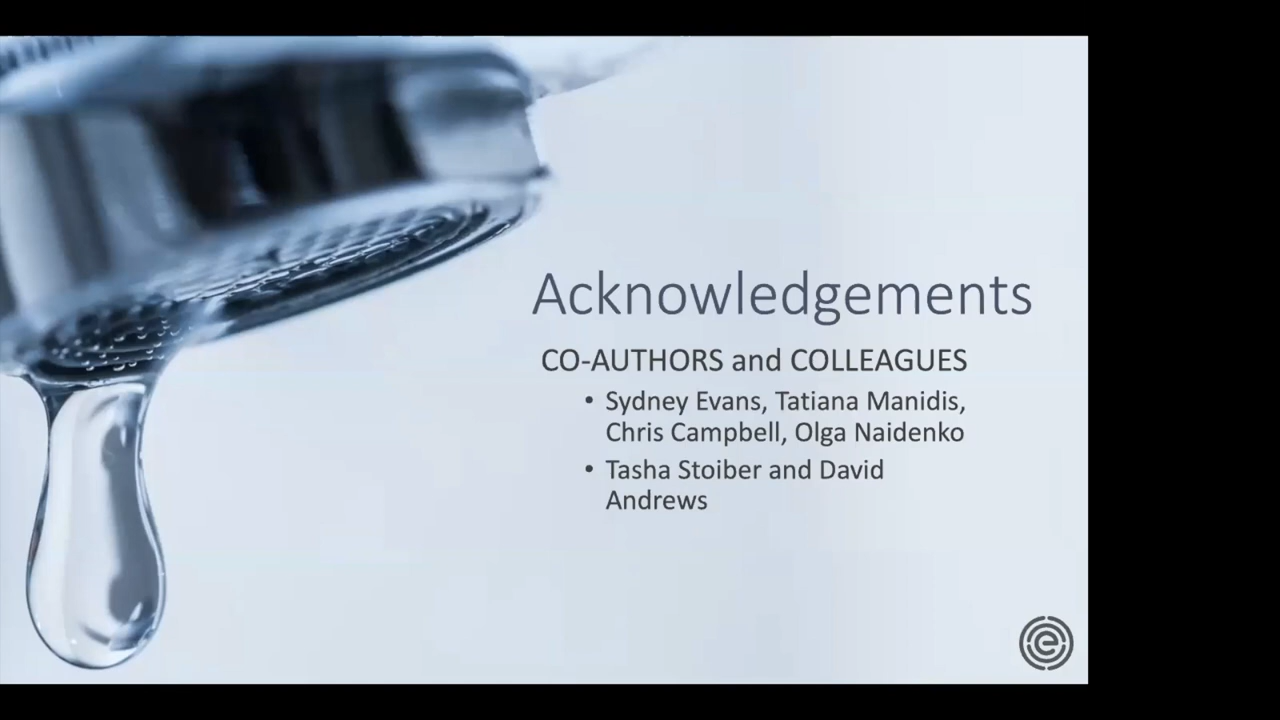 Acknowledgements
CO-AUTHORS and COLLEAGUES
• Sydney Evans, Tatiana Manidis,
Chris Campbell, Olga Naidenko
• Tasha Stoiber and David
Andrews
e